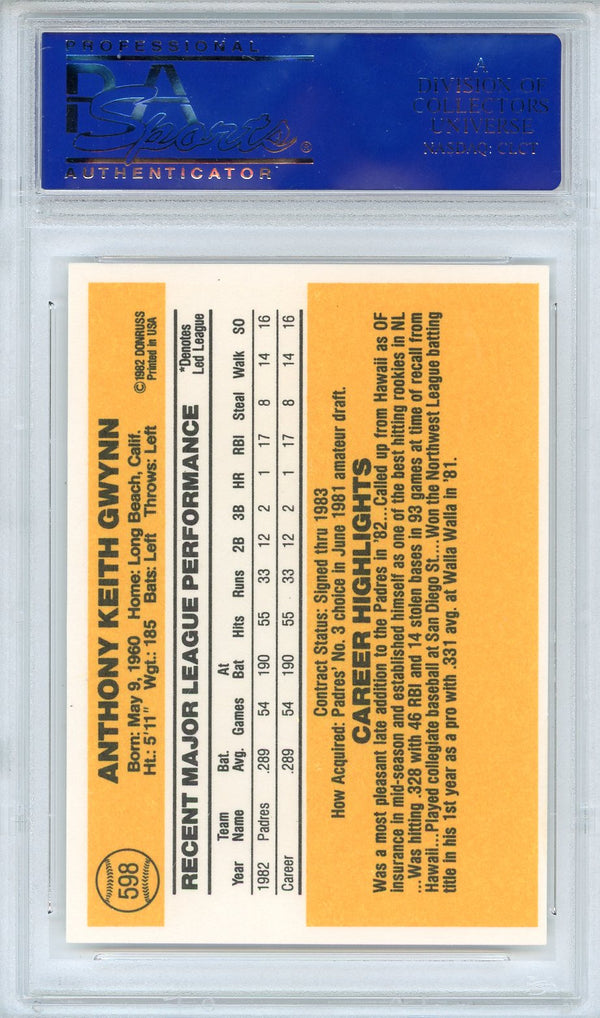 PROFESSIONAL
PSA
Sports®
AUTHENTICATOR
A
DIVISION OF
COLLECTORS
UNIVERSE
NASDAQ: CLCT
598
ANTHONY KEITH GWYNN
Born: May 9, 1960 Home: Long Beach, Calif.
Ht.: 5'11" Wgt.: 185 Bats: Left Throws: Left
©1982 DONRUSS
Printed in USA
RECENT MAJOR LEAGUE PERFORMANCE
*Denotes
Led League
Year Team Name Bat. Avg. Games At Bat Hits Runs 2B 3B HR RBI Steal Walk SO
1982 Padres .289 54 190 55 33 12 2 1 17 8 14 16
Career .289 54 190 55 33 12 2 1 17 8 14 16
Contract Status: Signed thru 1983
How Acquired: Padres' No. 3 choice in June 1981 amateur draft.
CAREER HIGHLIGHTS
Was a most pleasant late addition to the Padres in '82...Called up from Hawaii as OF
insurance in mid-season and established himself as one of the best hitting rookies in NL
...Was hitting .328 with 46 RBI and 14 stolen bases in 93 games at time of recall from
Hawaii...Played collegiate baseball at San Diego St....Won the Northwest League batting
title in his 1st year as a pro with .331 avg. at Walla Walla in '81.